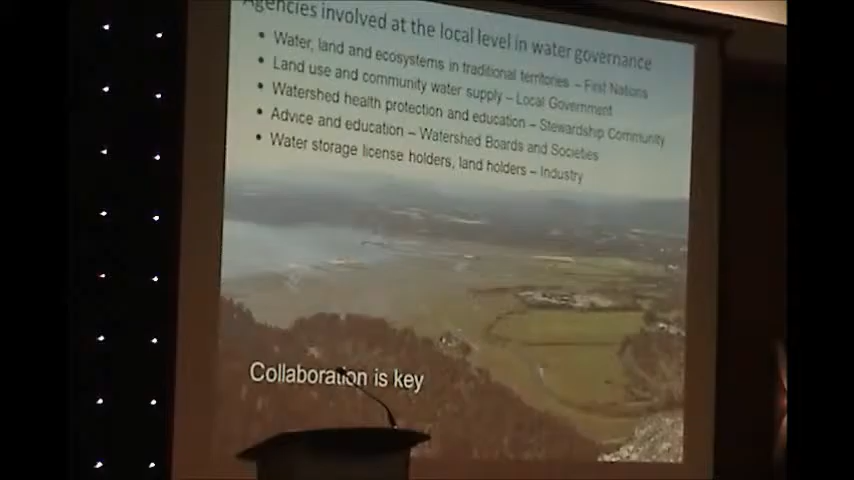 Agencies involved at the local level in water governance
• Water, land and ecosystems in traditional territories – First Nations
• Land use and community water supply – Local Government
• Watershed health protection and education – Stewardship Community
• Advice and education – Watershed Boards and Societies
• Water storage license holders, land holders – Industry
Collaboration is key